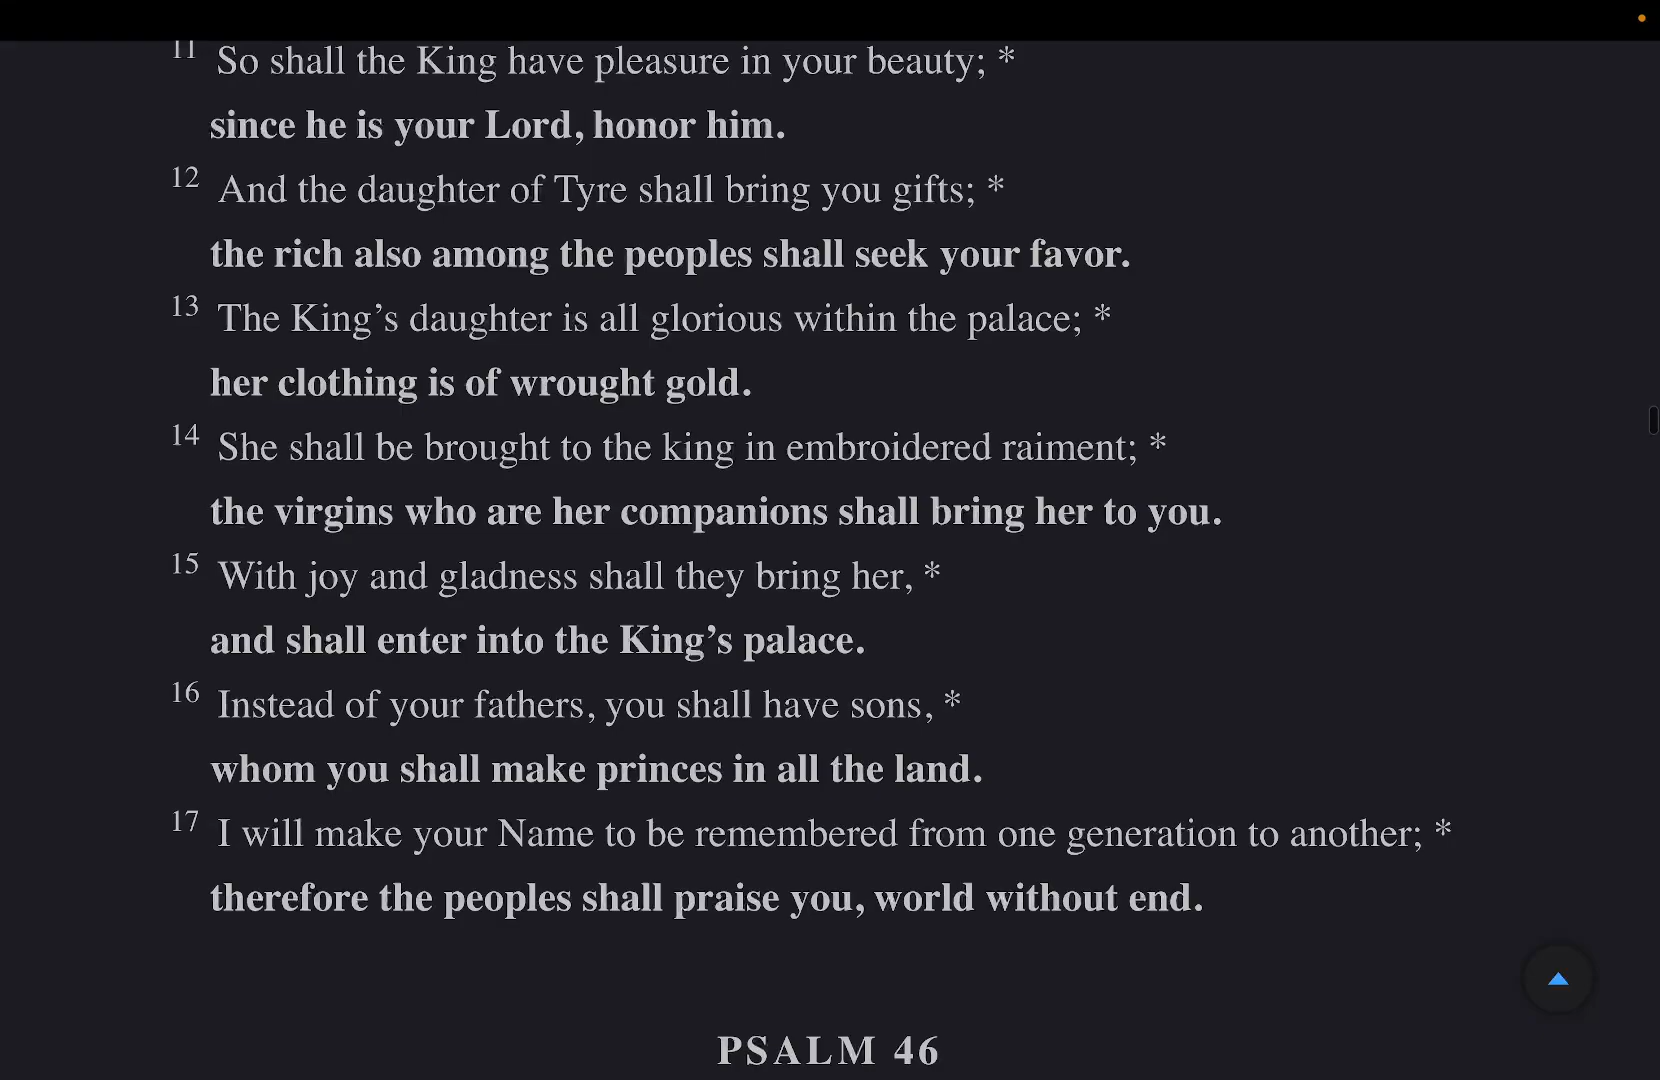 11 So shall the King have pleasure in your beauty; *
since he is your Lord, honor him.
12 And the daughter of Tyre shall bring you gifts; *
the rich also among the peoples shall seek your favor.
13 The King’s daughter is all glorious within the palace; *
her clothing is of wrought gold.
14 She shall be brought to the king in embroidered raiment; *
the virgins who are her companions shall bring her to you.
15 With joy and gladness shall they bring her, *
and shall enter into the King’s palace.
16 Instead of your fathers, you shall have sons, *
whom you shall make princes in all the land.
17 I will make your Name to be remembered from one generation to another; *
therefore the peoples shall praise you, world without end.
PSALM 46